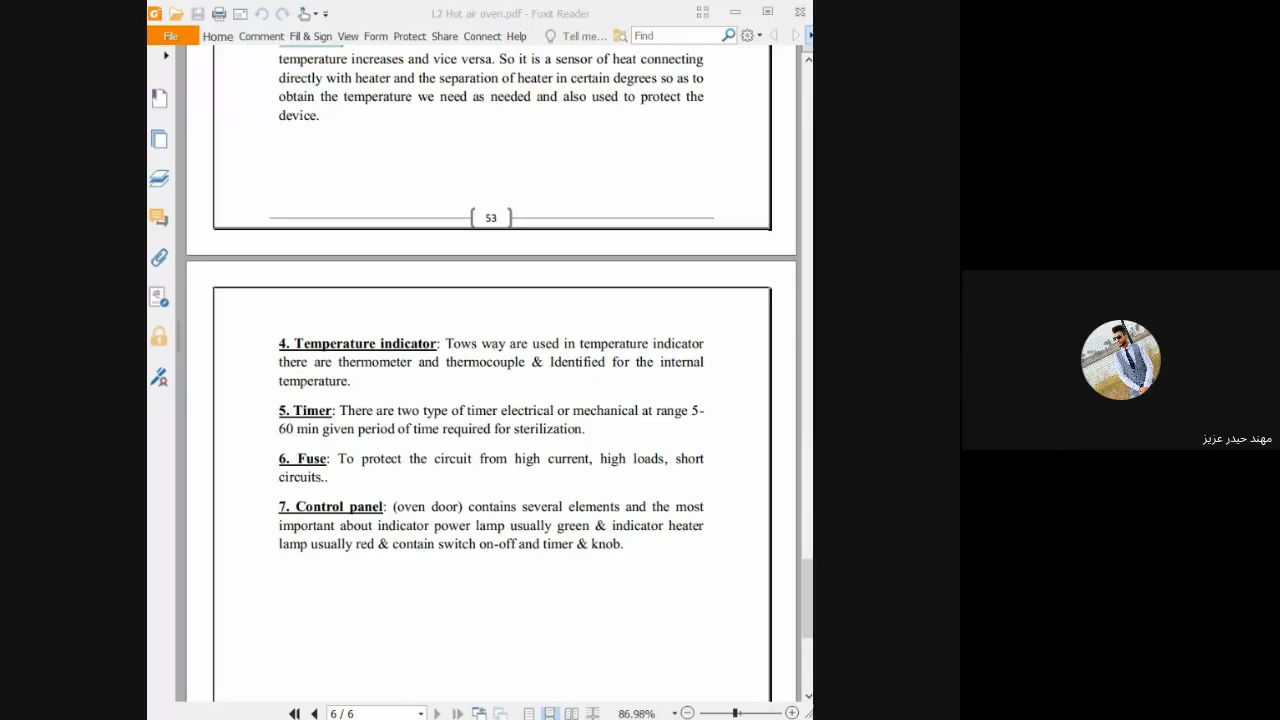 L2 Hot air oven.pdf - Foxit Reader
File Home Comment Fill & Sign View Form Protect Share Connect Help Tell me... Find
temperature increases and vice versa. So it is a sensor of heat connecting
directly with heater and the separation of heater in certain degrees so as to
obtain the temperature we need as needed and also used to protect the
device.
53
4. Temperature indicator: Tows way are used in temperature indicator
there are thermometer and thermocouple & Identified for the internal
temperature.
5. Timer: There are two type of timer electrical or mechanical at range 5-
60 min given period of time required for sterilization.
6. Fuse: To protect the circuit from high current, high loads, short
circuits..
7. Control panel: (oven door) contains several elements and the most
important about indicator power lamp usually green & indicator heater
lamp usually red & contain switch on-off and timer & knob.
مهند حيدر عزيز
6 / 6
86.98%